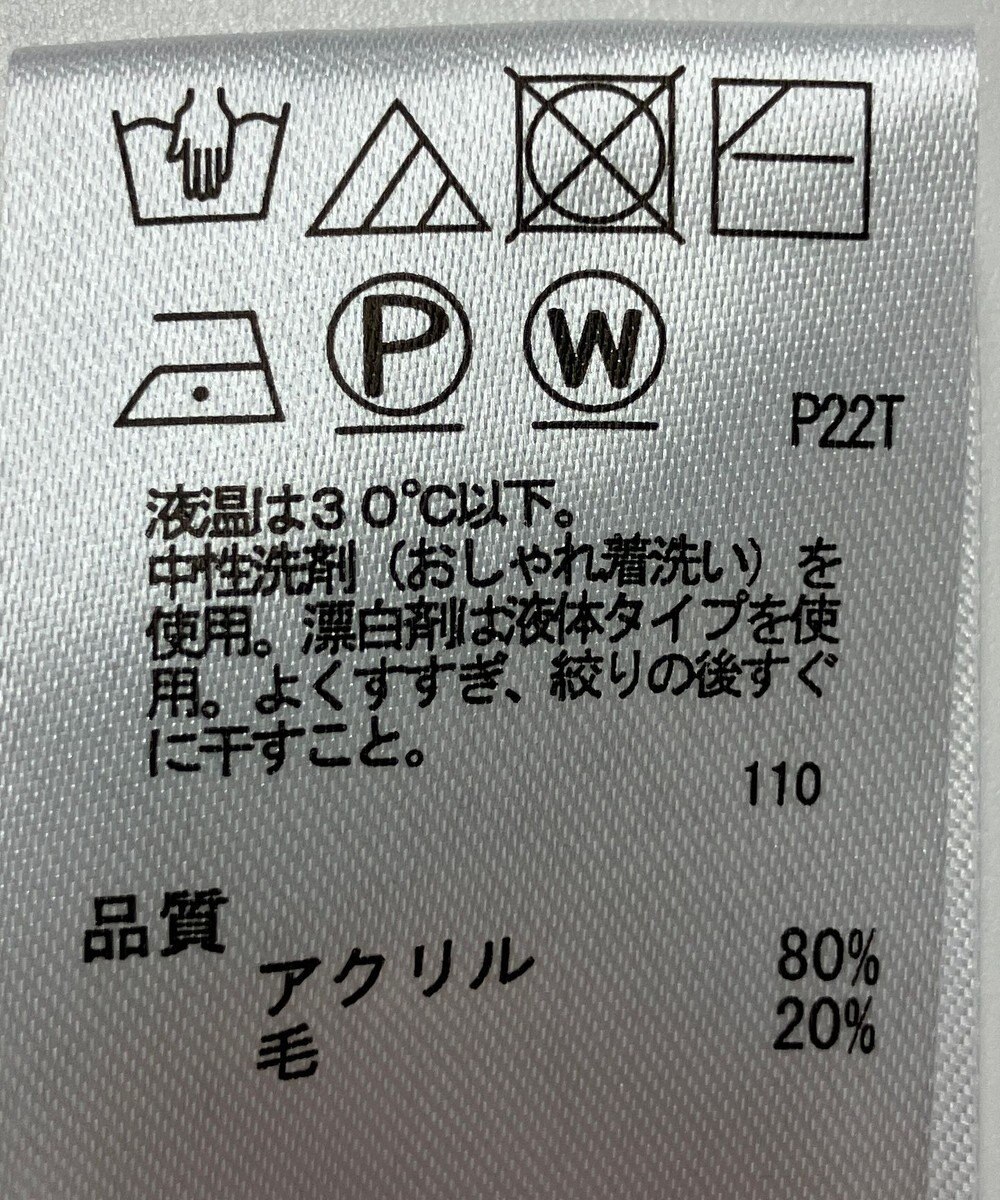 P
W
P22T
液温は30℃以下。
中性洗剤(おしゃれ着洗い)を
使用。漂白剤は液体タイプを使
用。よくすすぎ、絞りの後すぐ
に干すこと。
110
品質
アクリル 80%
毛 20%